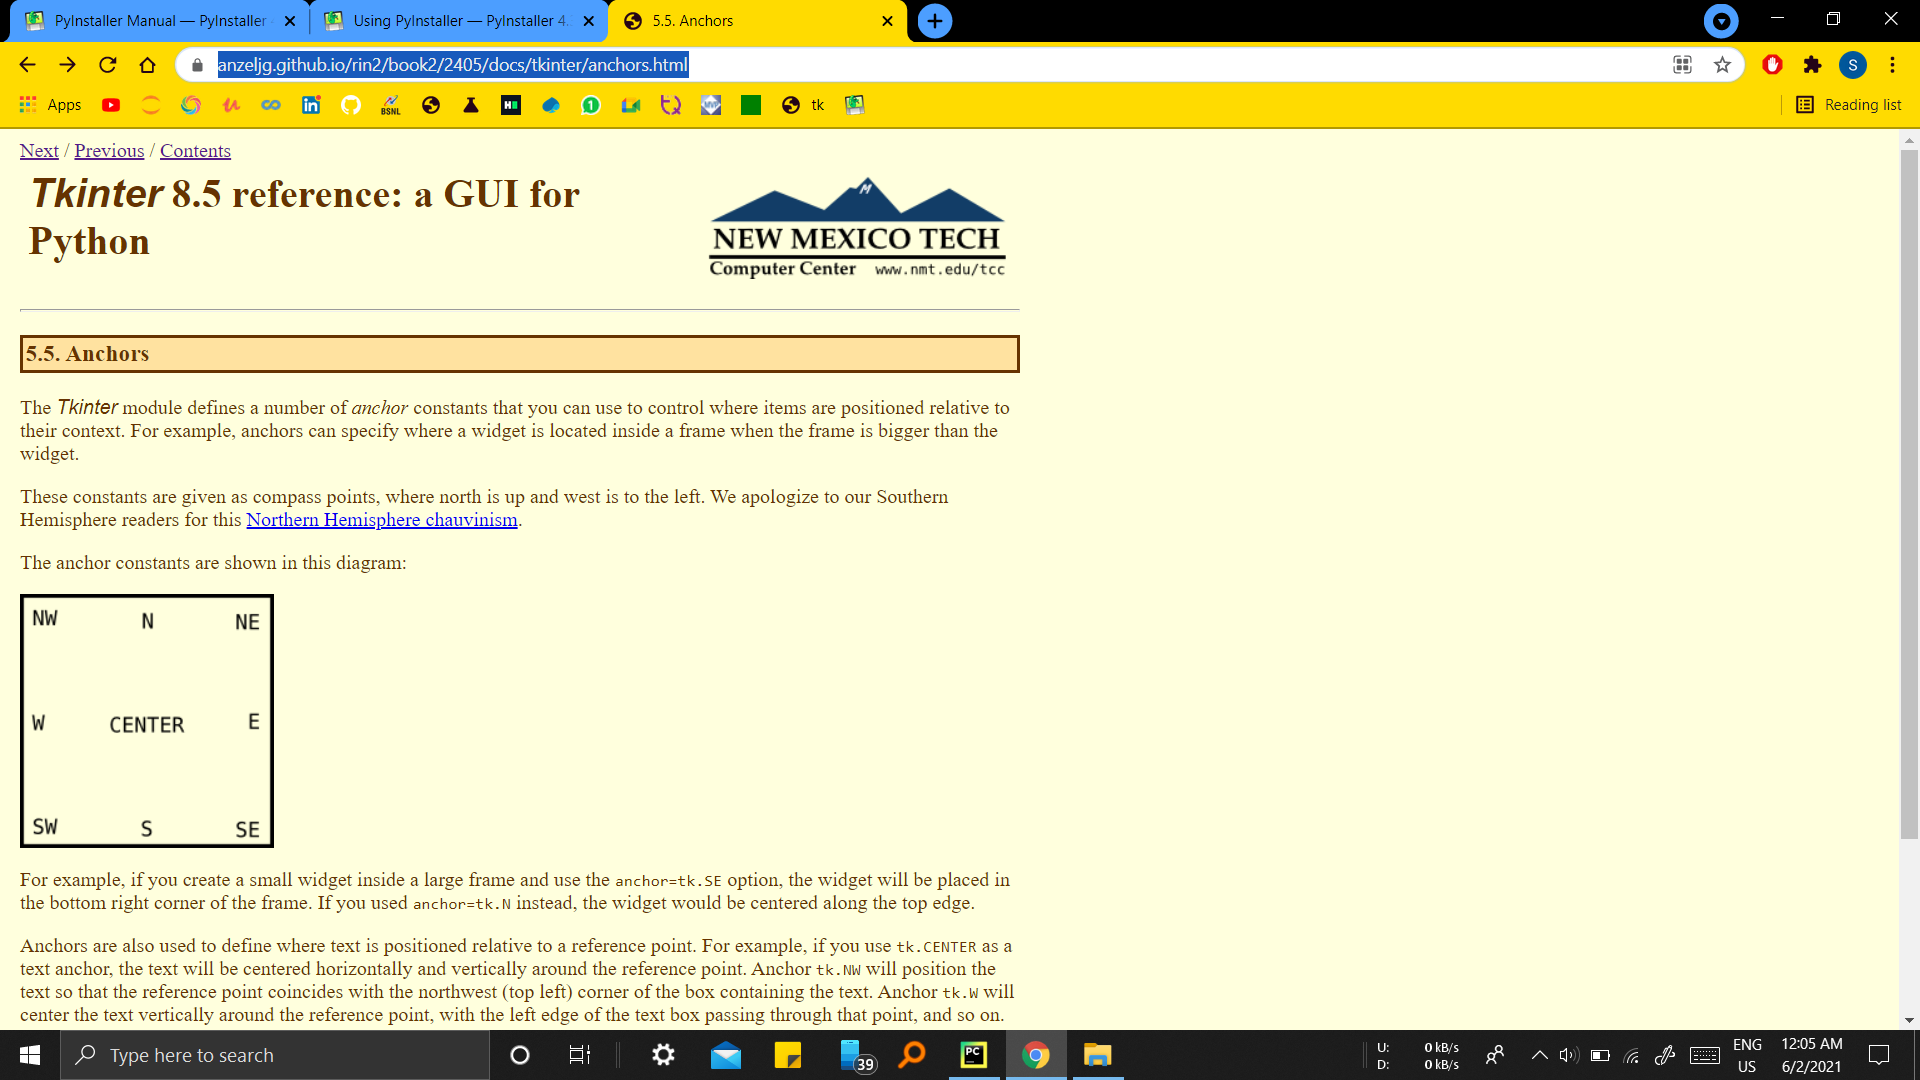 PyInstaller Manual — PyInstaller
Using PyInstaller — PyInstaller 4.
5.5. Anchors
anzeljg.github.io/rin2/book2/2405/docs/tkinter/anchors.html
S
Apps
BSNL
tk
Reading list
Next / Previous / Contents
Tkinter 8.5 reference: a GUI for
Python
NEW MEXICO TECH
Computer Center www.nmt.edu/tcc
5.5. Anchors
The Tkinter module defines a number of anchor constants that you can use to control where items are positioned relative to
their context. For example, anchors can specify where a widget is located inside a frame when the frame is bigger than the
widget.
These constants are given as compass points, where north is up and west is to the left. We apologize to our Southern
Hemisphere readers for this Northern Hemisphere chauvinism.
The anchor constants are shown in this diagram:
NW N NE
W CENTER E
SW S SE
For example, if you create a small widget inside a large frame and use the anchor=tk.SE option, the widget will be placed in
the bottom right corner of the frame. If you used anchor=tk.N instead, the widget would be centered along the top edge.
Anchors are also used to define where text is positioned relative to a reference point. For example, if you use tk.CENTER as a
text anchor, the text will be centered horizontally and vertically around the reference point. Anchor tk.NW will position the
text so that the reference point coincides with the northwest (top left) corner of the box containing the text. Anchor tk.W will
center the text vertically around the reference point, with the left edge of the text box passing through that point, and so on.
Type here to search
39
PC
U: 0 kB/s
D: 0 kB/s
ENG
US
12:05 AM
6/2/2021